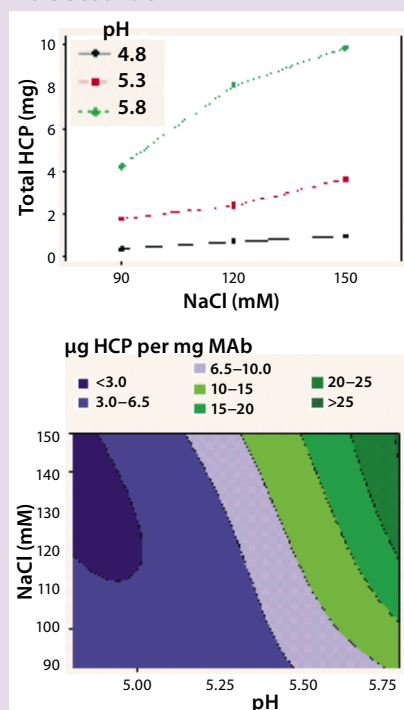 pH
4.8
5.3
5.8
Total HCP (mg)
10
8
6
4
2
0
90 120 150
NaCl (mM)
µg HCP per mg MAb
<3.0
3.0–6.5
6.5–10.0
10–15
15–20
20–25
>25
NaCl (mM)
150
140
130
120
110
100
90
5.00 5.25 5.50 5.75
pH